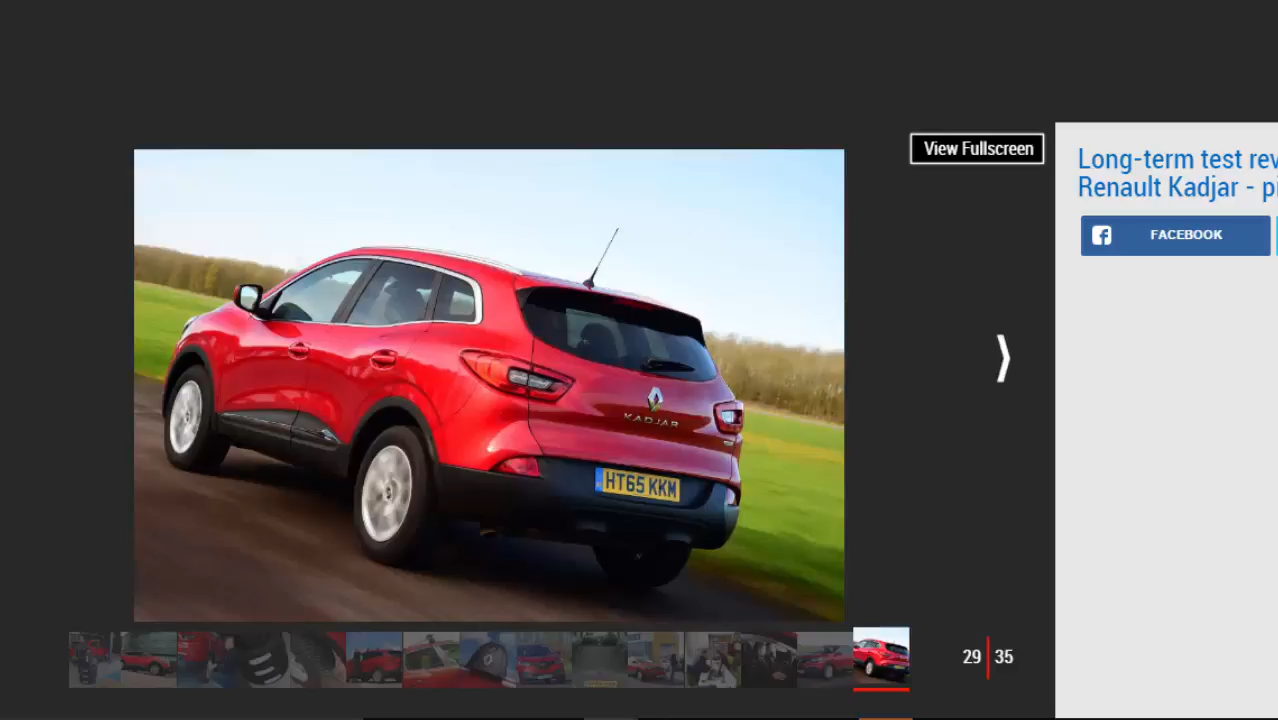 View Fullscreen
Long-term test rev
Renault Kadjar - pi
FACEBOOK
KADJAR
HT65 KKM
29 35